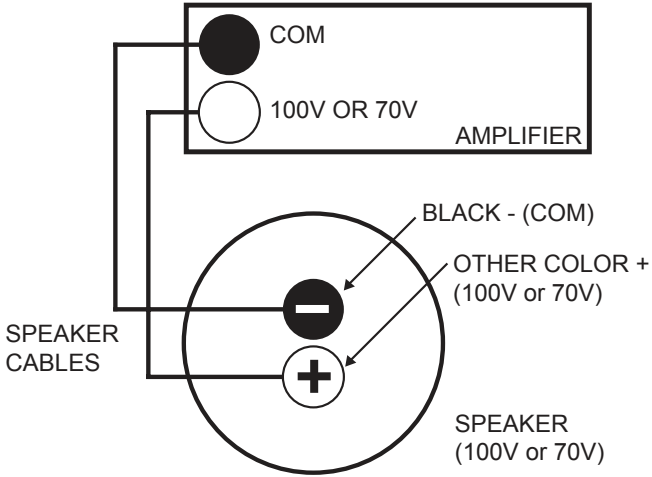 COM
100V OR 70V
AMPLIFIER
BLACK - (COM)
OTHER COLOR +
(100V or 70V)
SPEAKER
CABLES
SPEAKER
(100V or 70V)